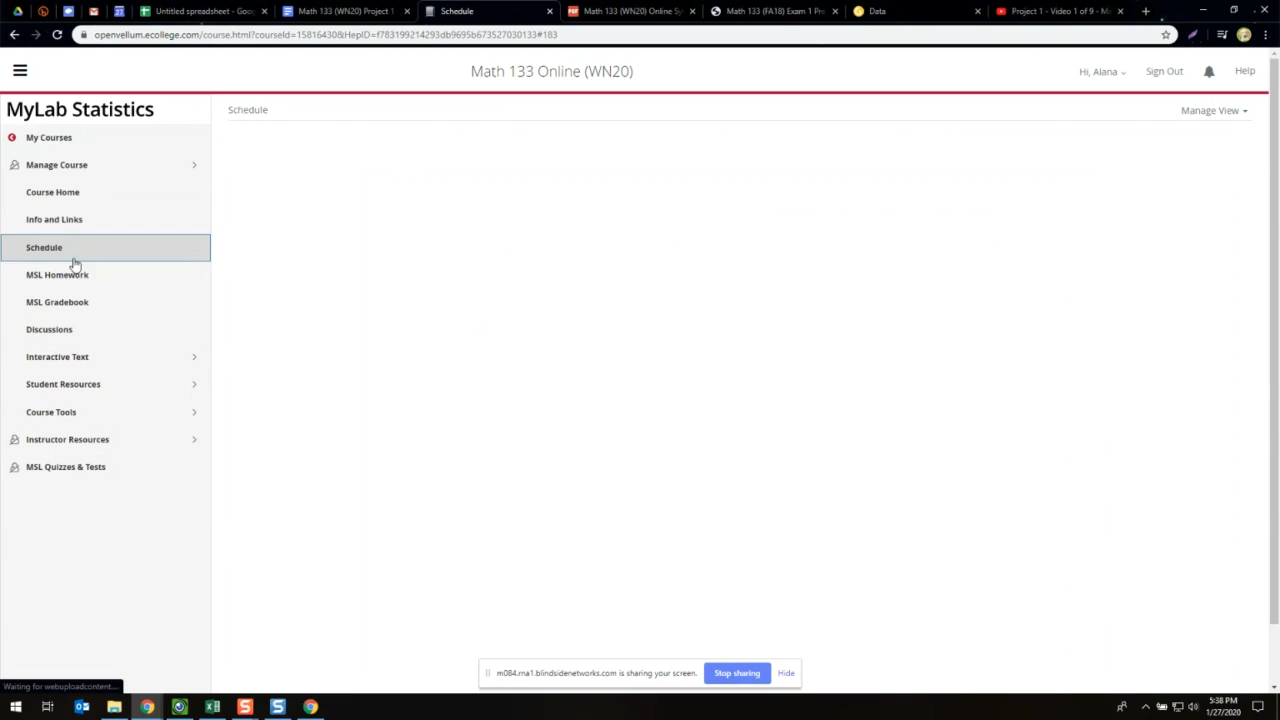 Untitled spreadsheet - Goog
Math 133 (WN20) Project 1
Schedule
Math 133 (WN20) Online Sy
Math 133 (FA18) Exam 1 Pr
Data
Project 1 - Video 1 of 9 - M
openvellum.ecollege.com/course.html?courseId=15816430&HepID=f783199214293db9695b673527030133#183
Math 133 Online (WN20)
Hi, Alana
Sign Out
Help
MyLab Statistics
Schedule
Manage View
My Courses
Manage Course
Course Home
Info and Links
Schedule
MSL Homework
MSL Gradebook
Discussions
Interactive Text
Student Resources
Course Tools
Instructor Resources
MSL Quizzes & Tests
m084.rna1.blindsidenetworks.com is sharing your screen.
Stop sharing
Hide
Waiting for webuploadcontent....
5:38 PM
1/27/2020